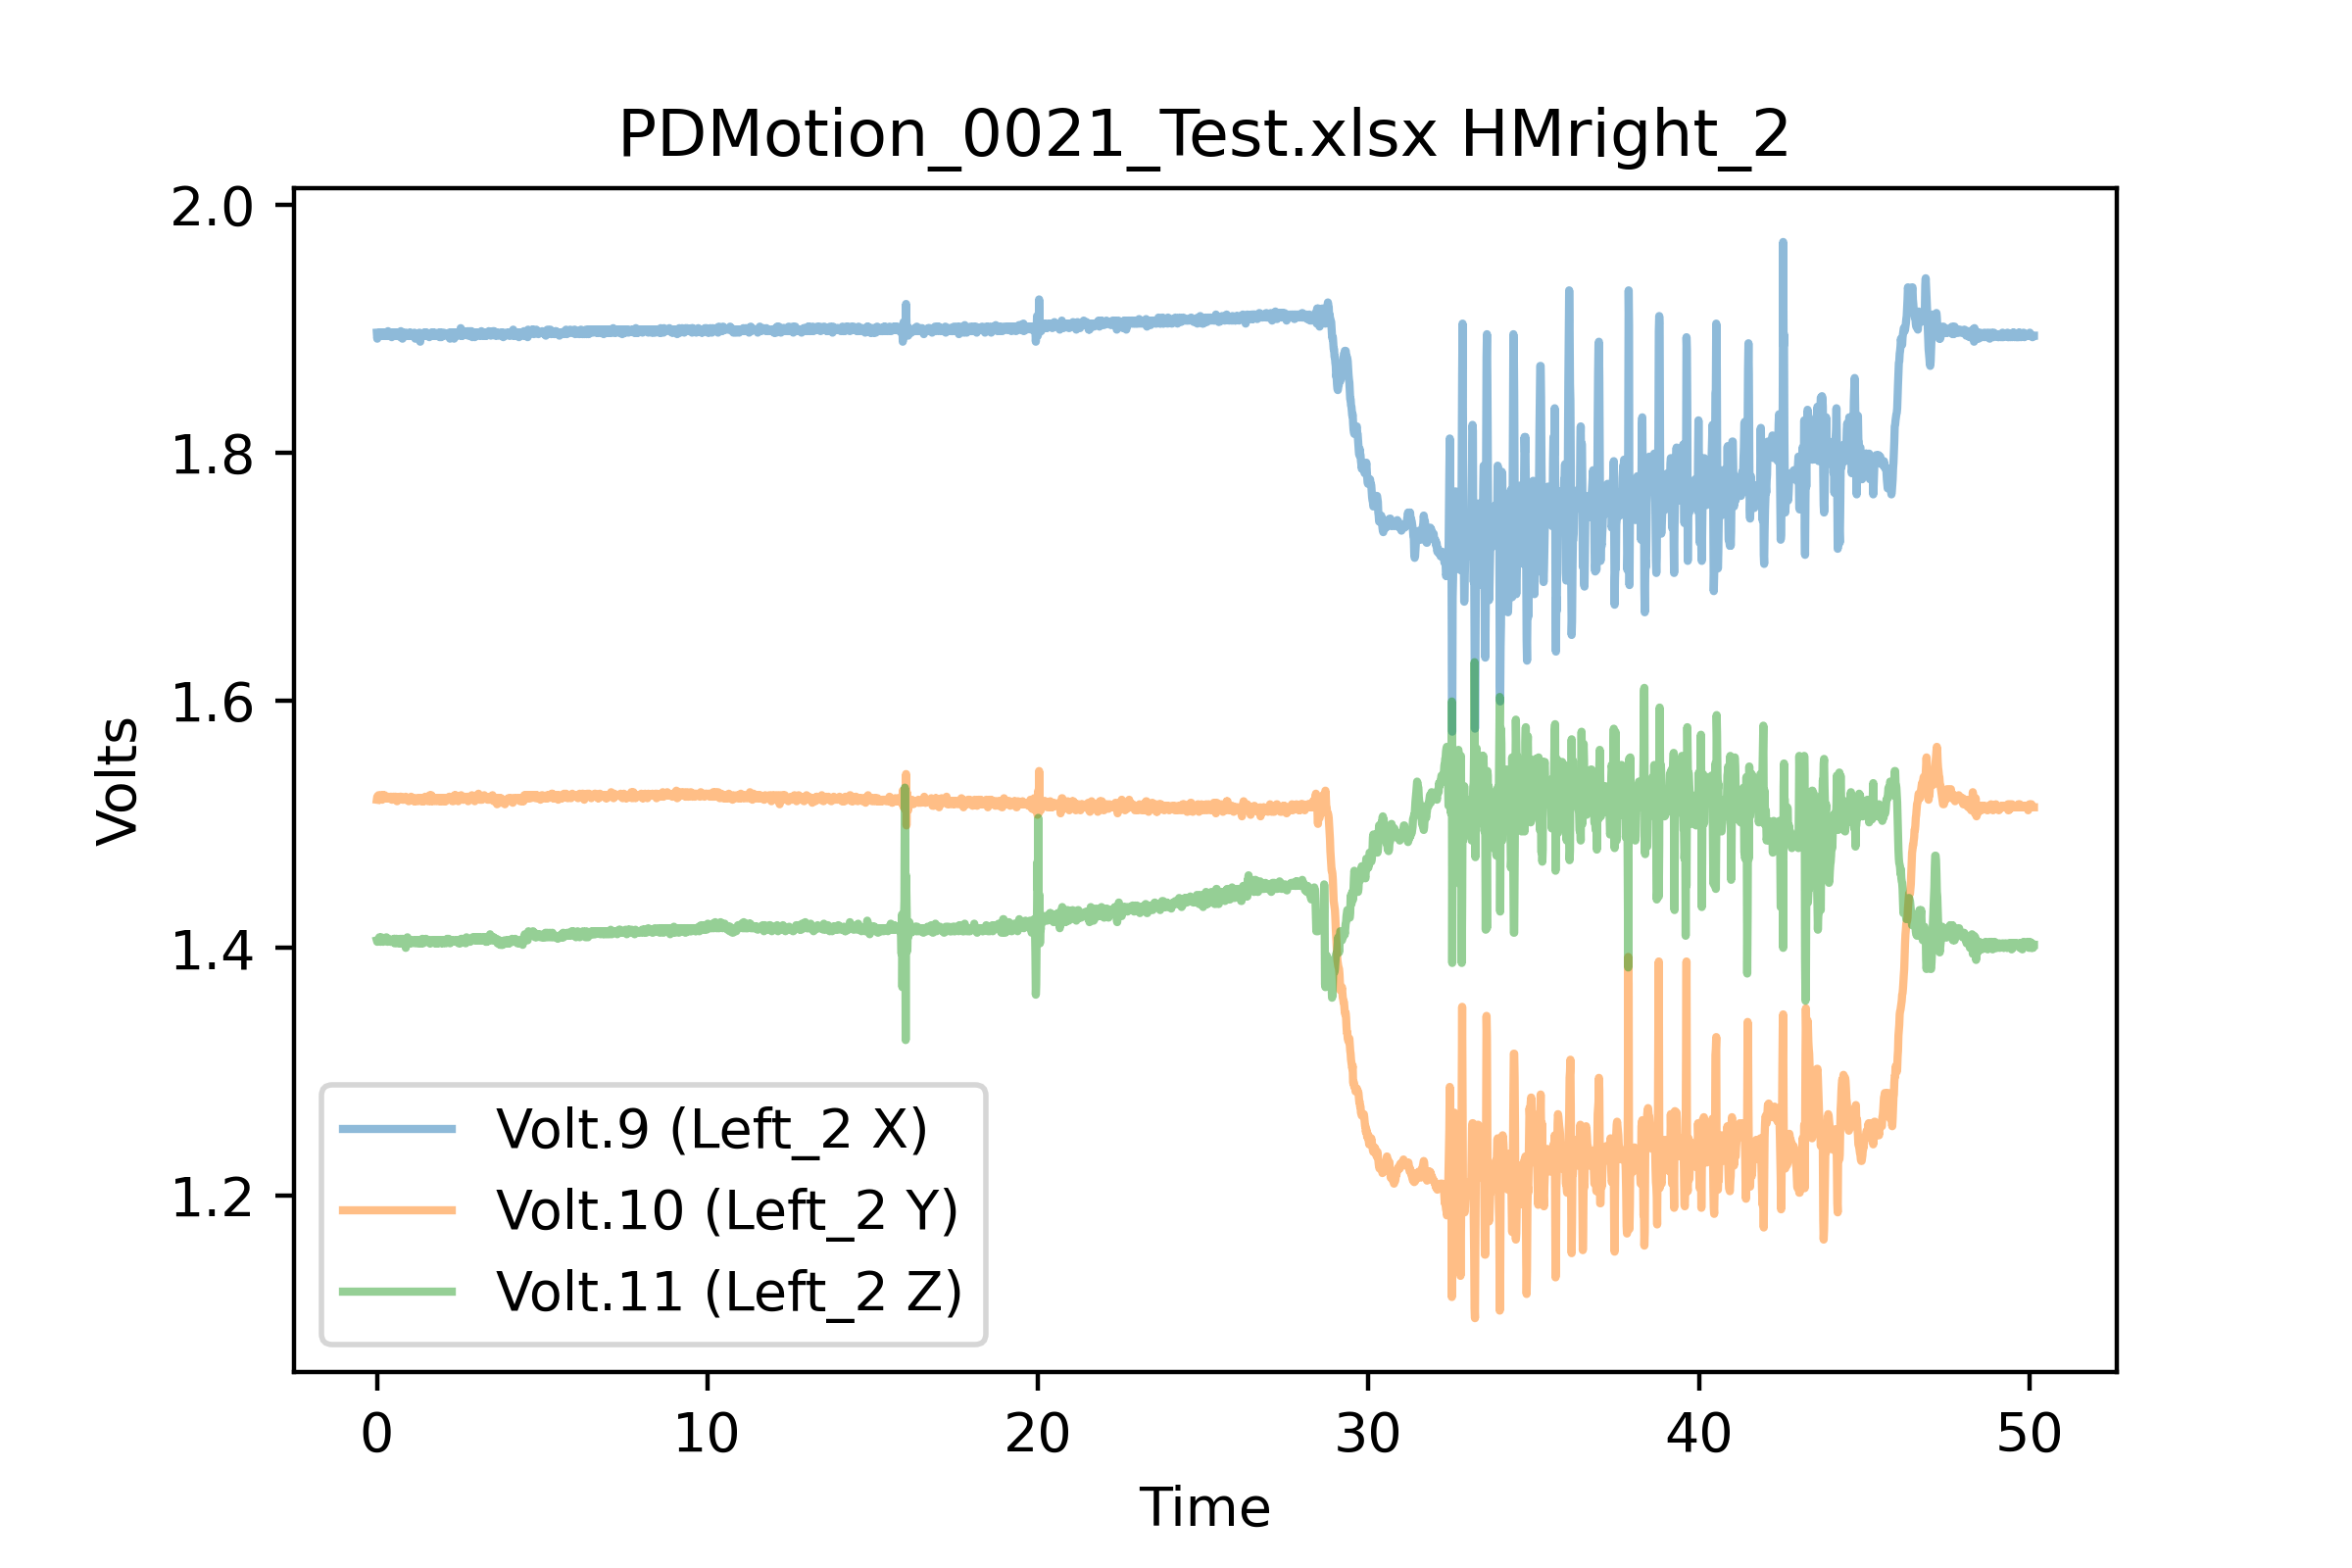 PDMotion_0021_Test.xlsx HMright_2
2.0
1.8
1.6
1.4
1.2
Volts
Volt.9 (Left_2 X)
Volt.10 (Left_2 Y)
Volt.11 (Left_2 Z)
0 10 20 30 40 50
Time